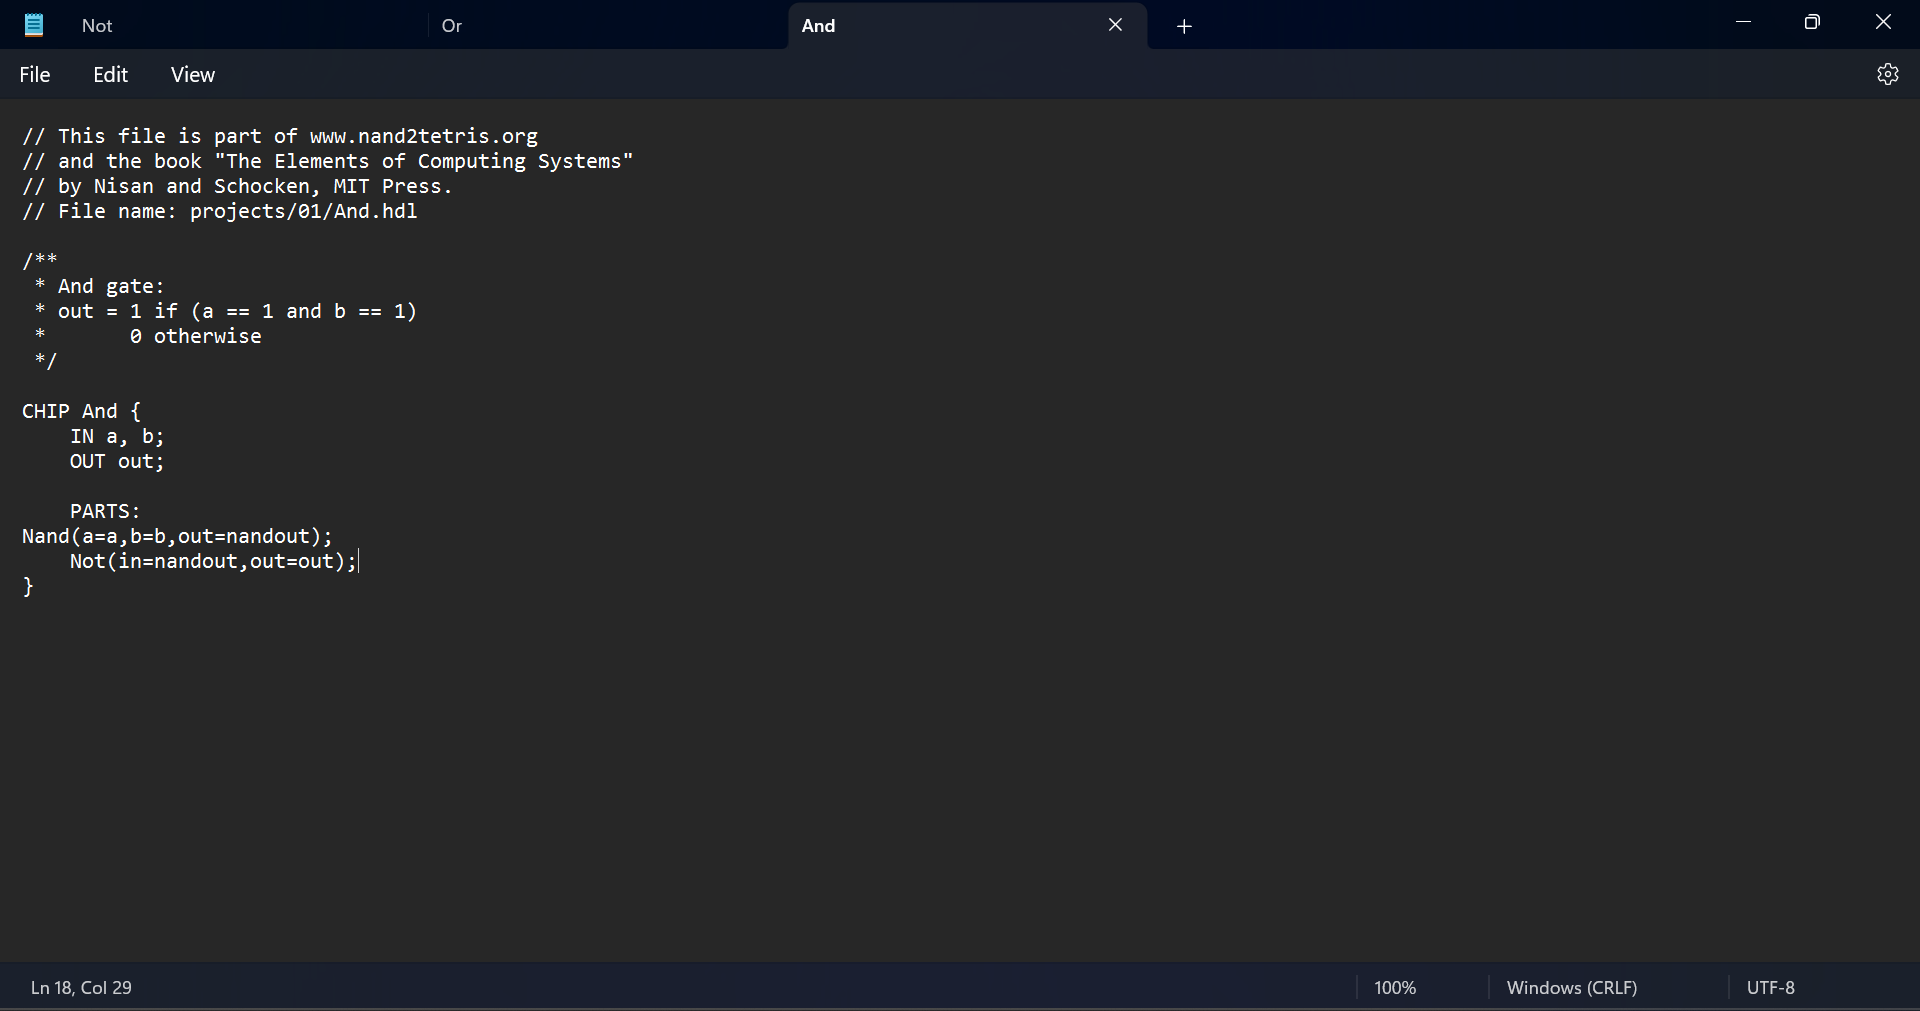 Not
Or
And
File Edit View
// This file is part of www.nand2tetris.org
// and the book "The Elements of Computing Systems"
// by Nisan and Schocken, MIT Press.
// File name: projects/01/And.hdl
/**
 * And gate:
 * out = 1 if (a == 1 and b == 1)
 *       0 otherwise
 */
CHIP And {
    IN a, b;
    OUT out;
    PARTS:
Nand(a=a,b=b,out=nandout);
    Not(in=nandout,out=out);
}
Ln 18, Col 29 100% Windows (CRLF) UTF-8